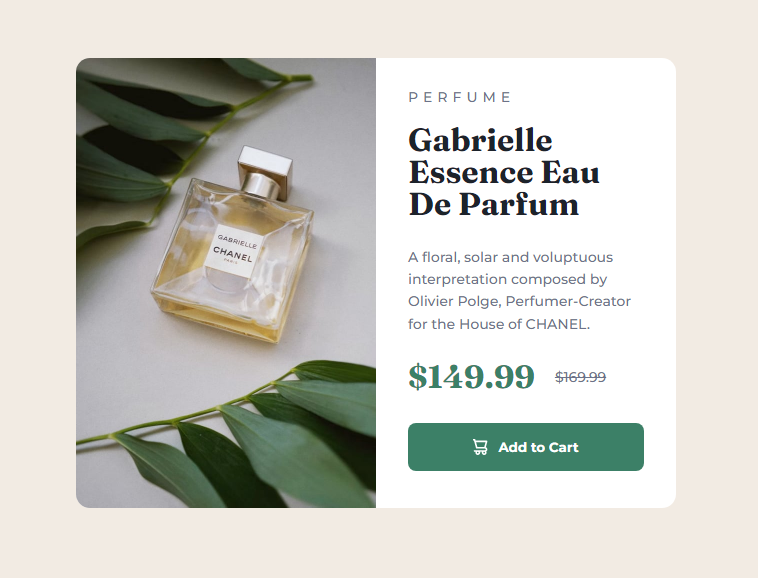 GABRIELLE
CHANEL
PARIS
PERFUME
Gabrielle
Essence Eau
De Parfum
A floral, solar and voluptuous
interpretation composed by
Olivier Polge, Perfumer-Creator
for the House of CHANEL.
$149.99 $169.99
Add to Cart